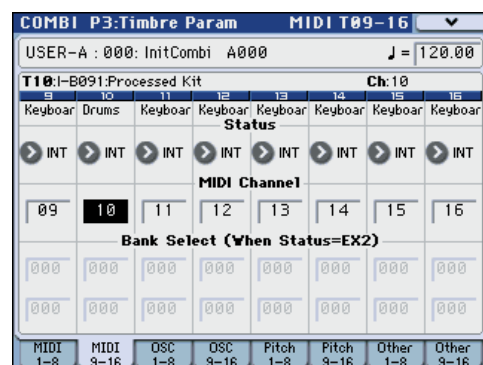 COMBI P3:Timbre Param MIDI T09-16
USER-A : 000: InitCombi A000 ♩ = 120.00
T10:I-B091:Processed Kit Ch:10
9 10 11 12 13 14 15 16
Keyboar Drums Keyboar Keyboar Keyboar Keyboar Keyboar Keyboar
Status
INT INT INT INT INT INT INT INT
MIDI Channel
09 10 11 12 13 14 15 16
Bank Select (When Status=EX2)
000 000 000 000 000 000 000 000
000 000 000 000 000 000 000 000
MIDI MIDI OSC OSC Pitch Pitch Other Other
1-8 9-16 1-8 9-16 1-8 9-16 1-8 9-16